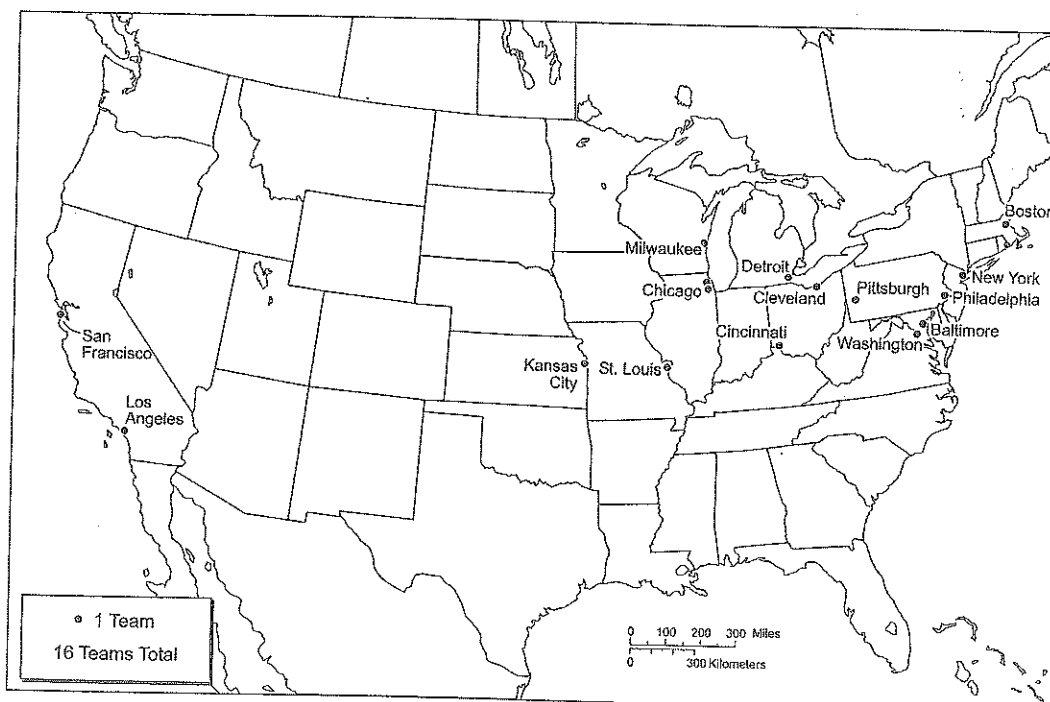 Boston
Milwaukee
Detroit
New York
Chicago
Cleveland
Pittsburgh
Philadelphia
Cincinnati
Baltimore
Washington
San
Francisco
Kansas
City
St. Louis
Los
Angeles
1 Team
16 Teams Total
0 100 200 300 Miles
0 300 Kilometers